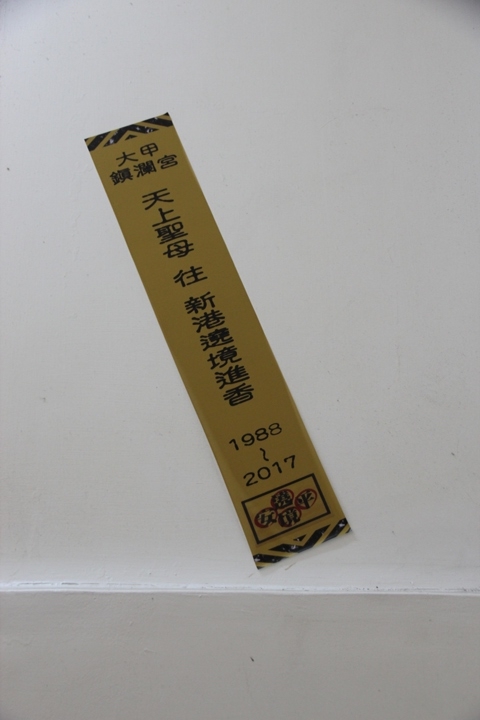 大甲
鎮瀾宮
天上聖母 往 新港遶境進香
1988
~
2017